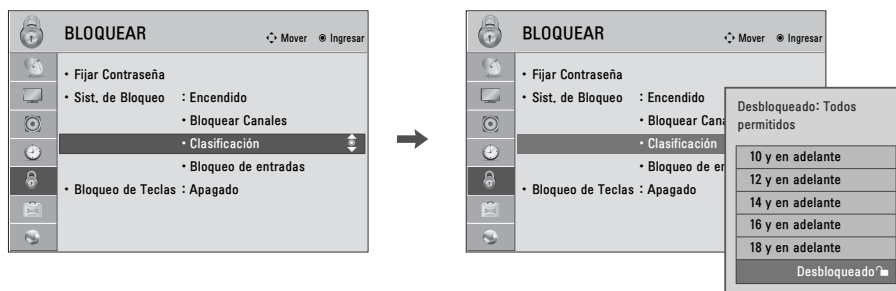 BLOQUEAR
Mover
Ingresar
• Fijar Contraseña
• Sist. de Bloqueo : Encendido
• Bloquear Canales
• Clasificación
• Bloqueo de entradas
• Bloqueo de Teclas : Apagado
BLOQUEAR
Mover
Ingresar
• Fijar Contraseña
• Sist. de Bloqueo : Encendido
• Bloquear Cana
• Clasificación
• Bloqueo de en
• Bloqueo de Teclas : Apagado
Desbloqueado: Todos
permitidos
10 y en adelante
12 y en adelante
14 y en adelante
16 y en adelante
18 y en adelante
Desbloqueado